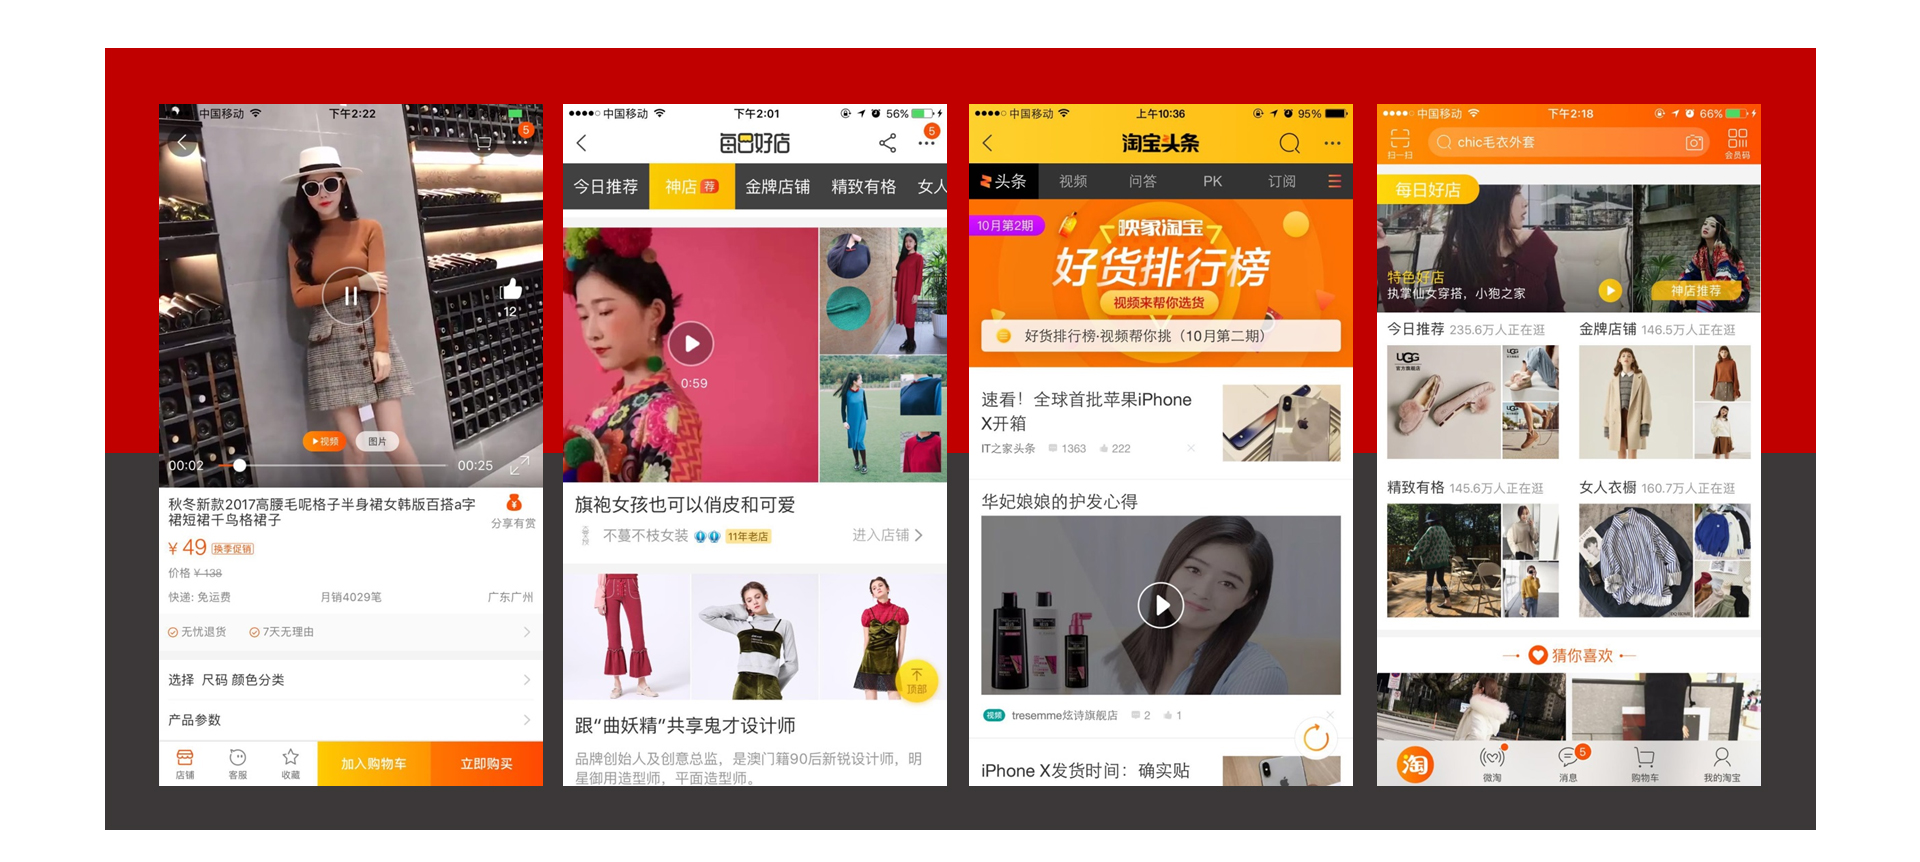 中国移动
下午2:22
5
12
视频
图片
00:02
00:25
秋冬新款2017高腰毛呢格子半身裙女韩版百搭a字
裙短裙千鸟格裙子
分享有赏
¥ 49 换季促销
价格 ¥138
快递: 免运费
月销4029笔
广东广州
无忧退货
7天无理由
选择 尺码 颜色分类
产品参数
店铺
客服
收藏
加入购物车
立即购买
中国移动
下午2:01
56%
每日好店
5
今日推荐
神店 荐
金牌店铺
精致有格
女人
0:59
旗袍女孩也可以俏皮和可爱
不蔓不枝女装
11年老店
进入店铺
顶部
跟“曲妖精”共享鬼才设计师
品牌创始人及创意总监，是澳门籍90后新锐设计师，明
星御用造型师，平面造型师。
中国移动
上午10:36
95%
淘宝头条
头条
视频
问答
PK
订阅
10月第2期
映象淘宝
好货排行榜
视频来帮你选货
好货排行榜·视频帮你挑（10月第二期）
速看！全球首批苹果iPhone
X开箱
IT之家头条
1363
222
华妃娘娘的护发心得
视频
tresemme炫诗旗舰店
2
1
iPhone X发货时间：确实贴
中国移动
下午2:18
66%
扫一扫
chic毛衣外套
会员码
每日好店
特色好店
执掌仙女穿搭，小狍之家
神店推荐
今日推荐 235.6万人正在逛
金牌店铺 146.5万人正在逛
UGG
官方旗舰店
UGG
UGG
精致有格 145.6万人正在逛
女人衣橱 160.7万人正在逛
猜你喜欢
淘
微淘
5
消息
购物车
我的淘宝